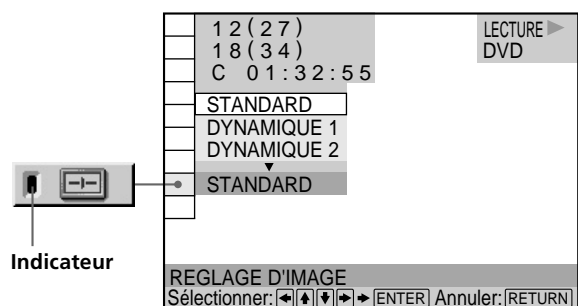 12(27)
18(34)
C 01:32:55
LECTURE
DVD
STANDARD
DYNAMIQUE 1
DYNAMIQUE 2
STANDARD
Indicateur
REGLAGE D'IMAGE
Sélectionner: ENTER Annuler: RETURN